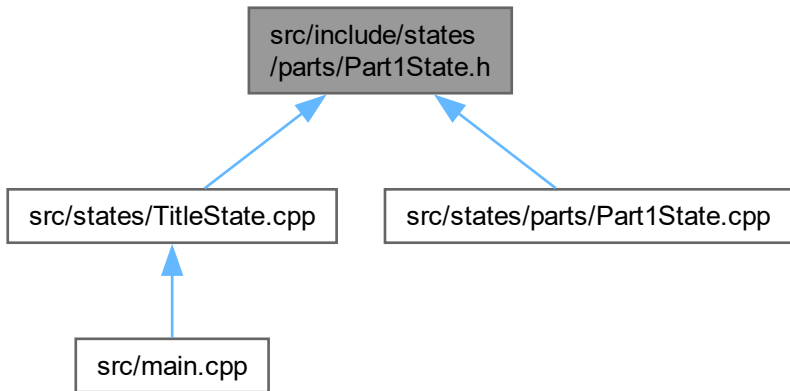 src/include/states
/parts/Part1State.h
src/states/TitleState.cpp
src/states/parts/Part1State.cpp
src/main.cpp